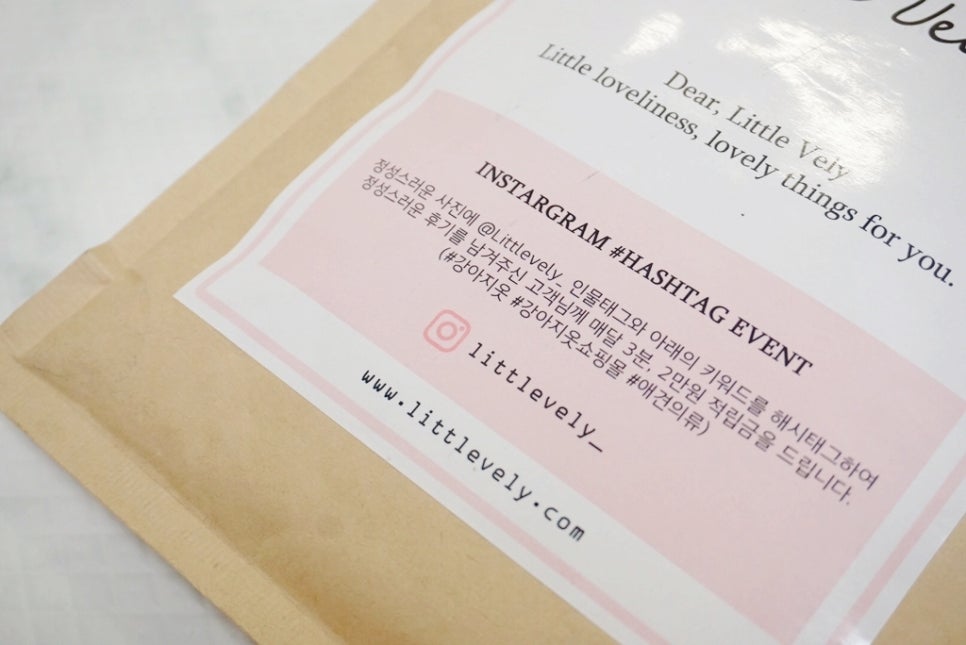 Dear, Little Vely
Little loveliness, lovely things for you.
INSTARGRAM #HASHTAG EVENT
정성스러운 사진에 @Littlevely_ 인물태그와 아래의 키워드를 해시태그하여
정성스러운 후기를 남겨주신 고객님께 매달 3분, 2만원 적립금을 드립니다.
(#강아지옷 #강아지옷쇼핑몰 #애견의류)
littlevely_
www.littlevely.com